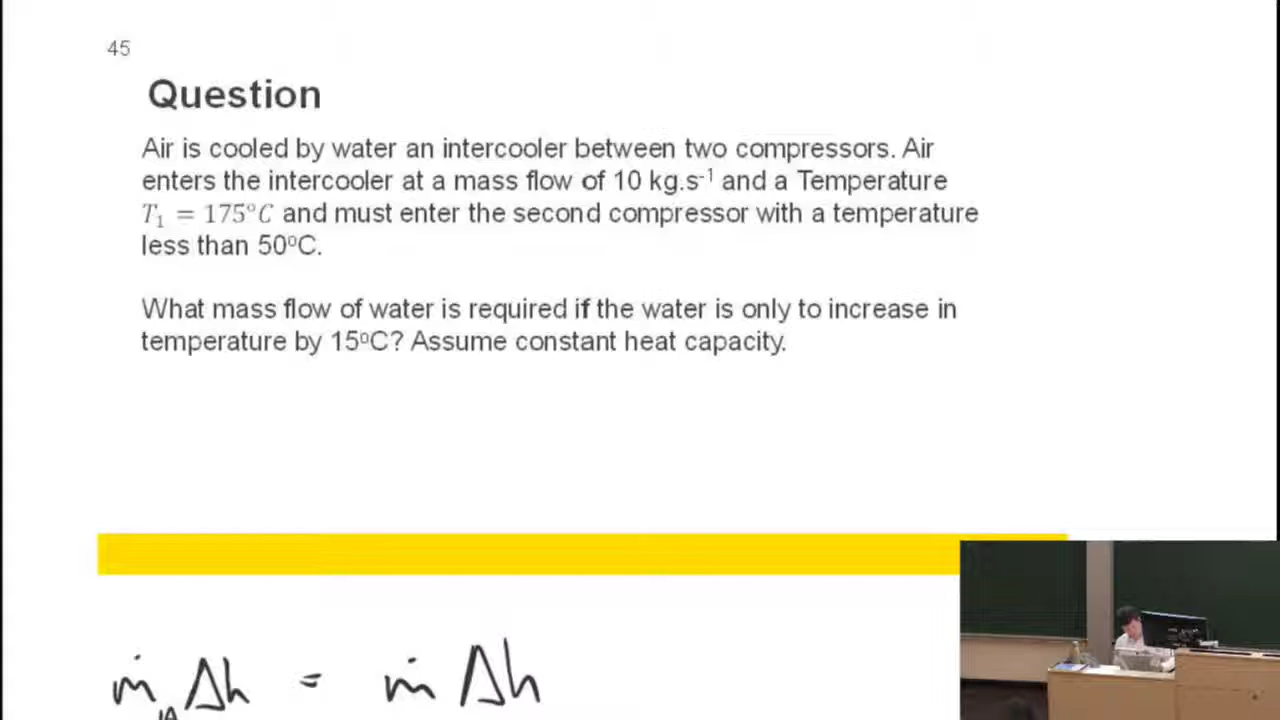 45
Question
Air is cooled by water an intercooler between two compressors. Air
enters the intercooler at a mass flow of 10 kg.s⁻¹ and a Temperature
T₁ = 175°C and must enter the second compressor with a temperature
less than 50°C.
What mass flow of water is required if the water is only to increase in
temperature by 15°C? Assume constant heat capacity.
ṁ_A Δh = ṁ Δh